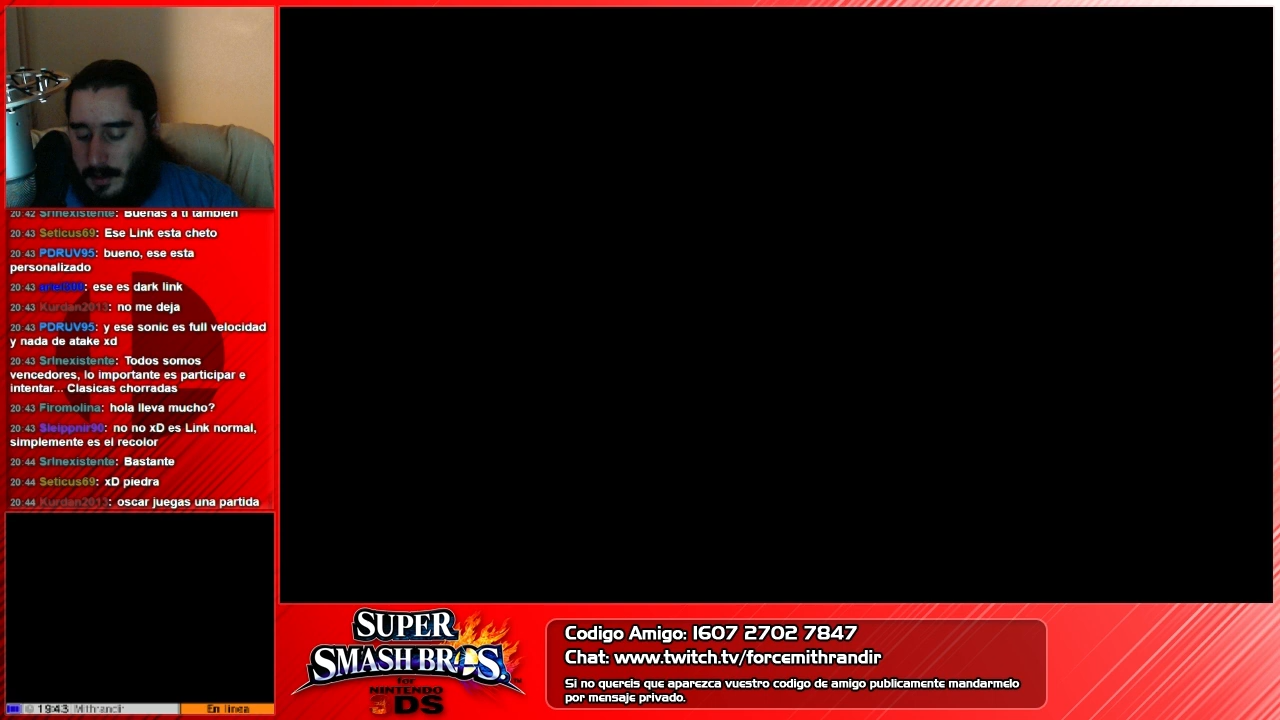 20:42 SrInexistente: Buenas a ti tambien
20:43 Seticus69: Ese Link esta cheto
20:43 PDRUV95: bueno, ese esta
personalizado
20:43 : ese es dark link
20:43 Kurdan2013: no me deja
20:43 PDRUV95: y ese sonic es full velocidad
y nada de atake xd
20:43 SrInexistente: Todos somos
vencedores, lo importante es participar e
intentar... Clasicas chorradas
20:43 Firomolina: hola lleva mucho?
20:43 Sleippnir90: no no xD es Link normal,
simplemente es el recolor
20:44 SrInexistente: Bastante
20:44 Seticus69: xD piedra
20:44 Kurdan2013: oscar juegas una partida
19:43 Mithrandir
En línea
SUPER
SMASH BROS.
for
NINTENDO
3DS
Codigo Amigo: 1607 2702 7847
Chat: www.twitch.tv/forcemithrandir
Si no quereis que aparezca vuestro codigo de amigo publicamente mandarmelo
por mensaje privado.